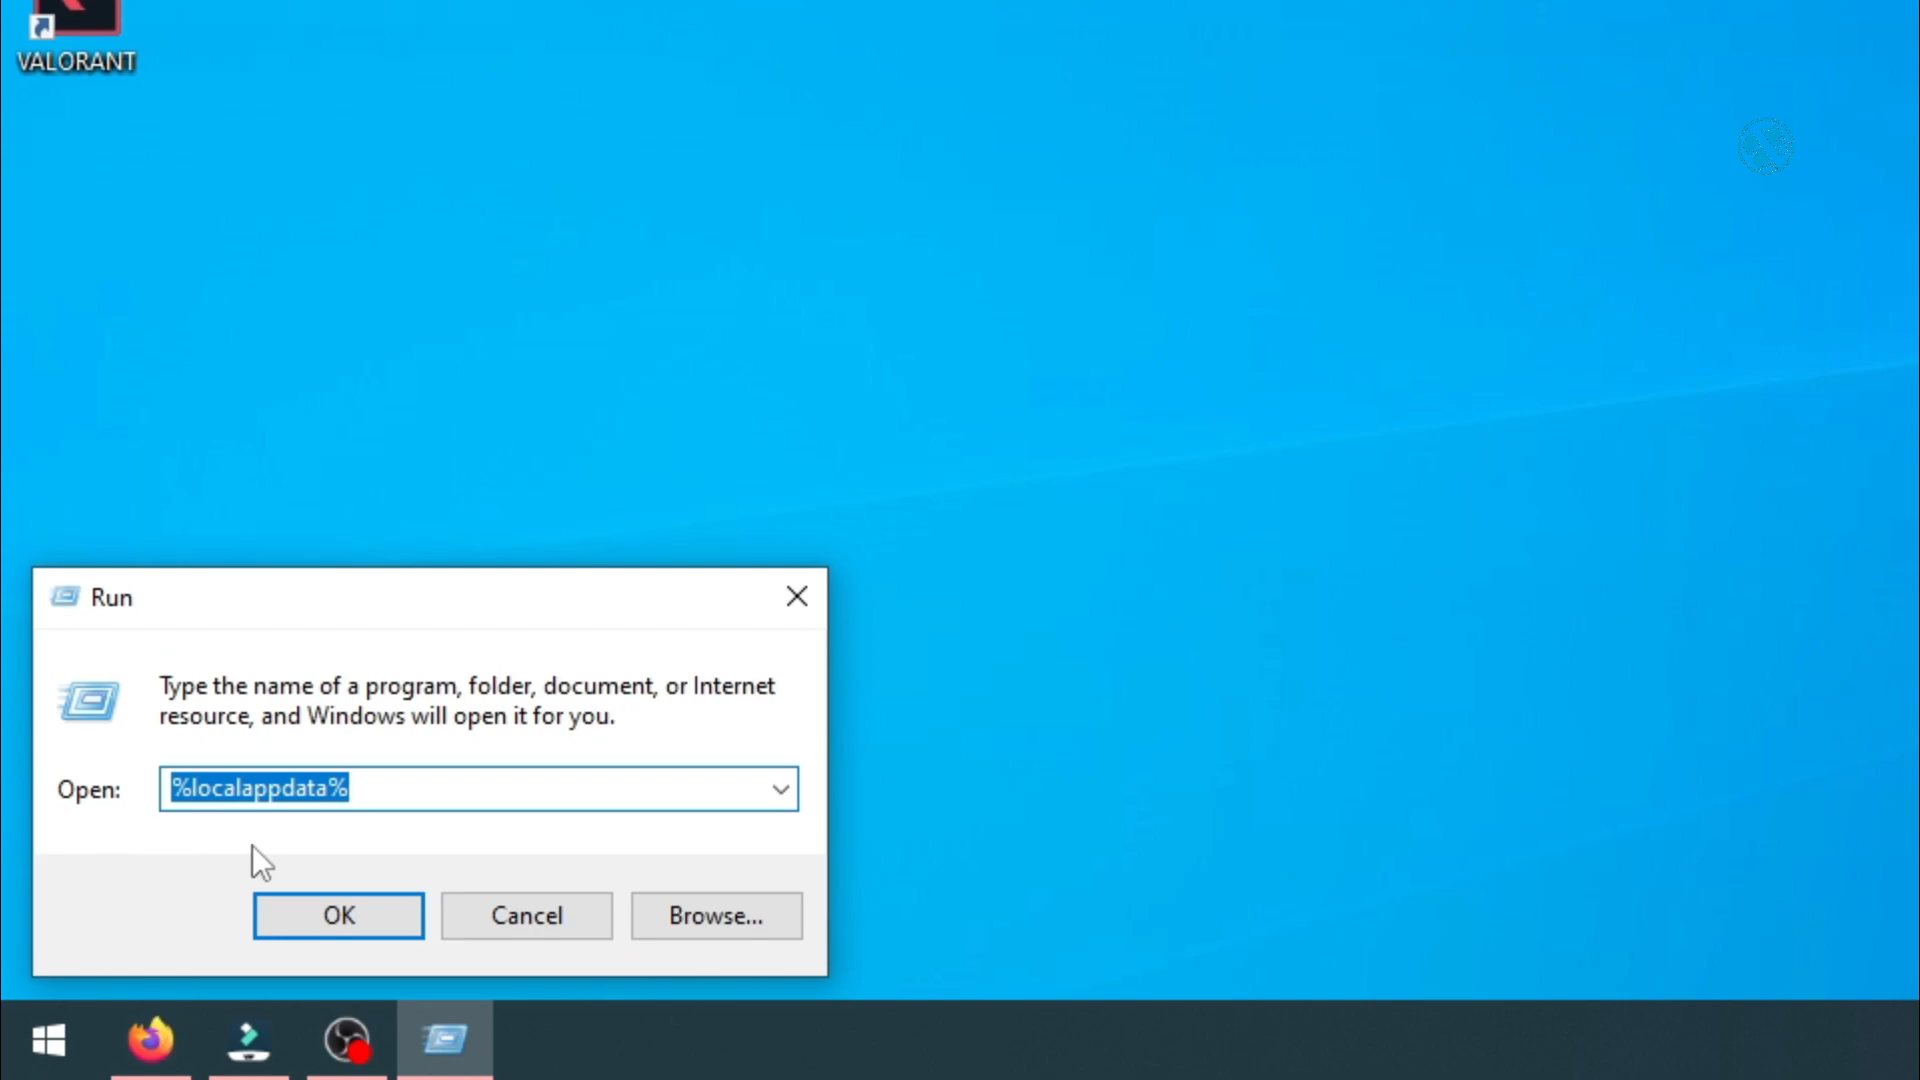 VALORANT
Run
Type the name of a program, folder, document, or Internet
resource, and Windows will open it for you.
Open:
%localappdata%
OK
Cancel
Browse...